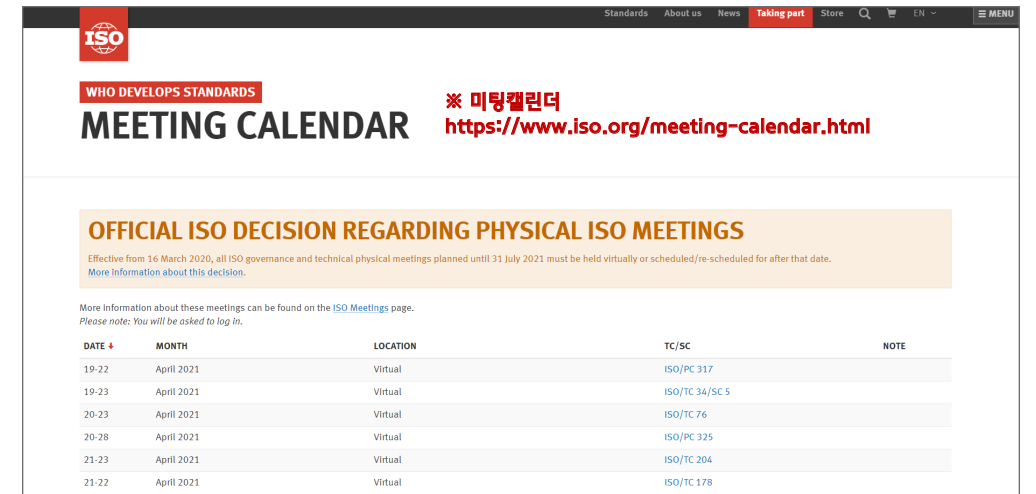 Standards About us News Taking part Store EN MENU
ISO
WHO DEVELOPS STANDARDS
MEETING CALENDAR
※ 미팅캘린더
https://www.iso.org/meeting-calendar.html
OFFICIAL ISO DECISION REGARDING PHYSICAL ISO MEETINGS
Effective from 16 March 2020, all ISO governance and technical physical meetings planned until 31 July 2021 must be held virtually or scheduled/re-scheduled for after that date.
More information about this decision.
More information about these meetings can be found on the ISO Meetings page.
Please note: You will be asked to log in.
DATE MONTH LOCATION TC/SC NOTE
19-22 April 2021 Virtual ISO/PC 317
19-23 April 2021 Virtual ISO/TC 34/SC 5
20-23 April 2021 Virtual ISO/TC 76
20-28 April 2021 Virtual ISO/PC 325
21-23 April 2021 Virtual ISO/TC 204
21-22 April 2021 Virtual ISO/TC 178